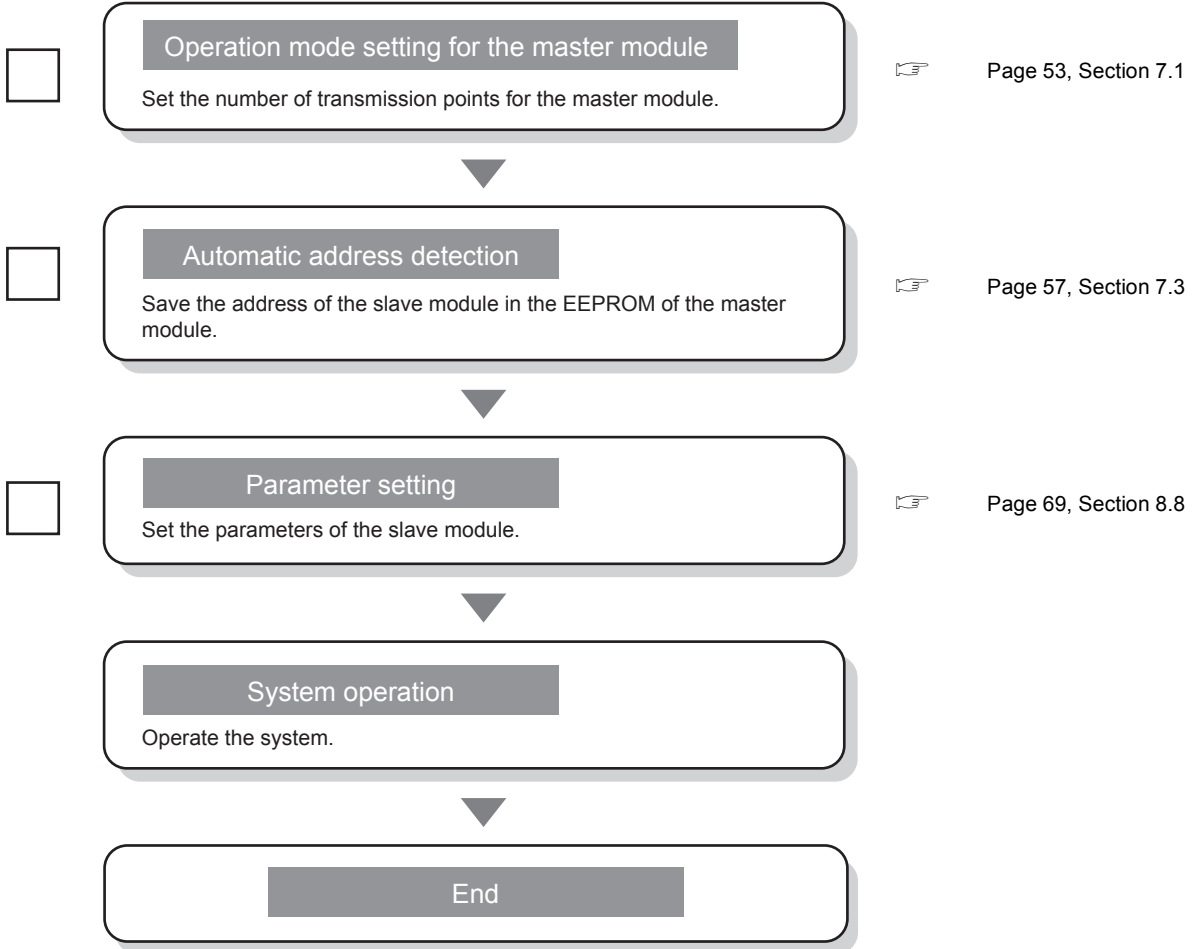 Operation mode setting for the master module
Set the number of transmission points for the master module.
Page 53, Section 7.1
Automatic address detection
Save the address of the slave module in the EEPROM of the master
module.
Page 57, Section 7.3
Parameter setting
Set the parameters of the slave module.
Page 69, Section 8.8
System operation
Operate the system.
End